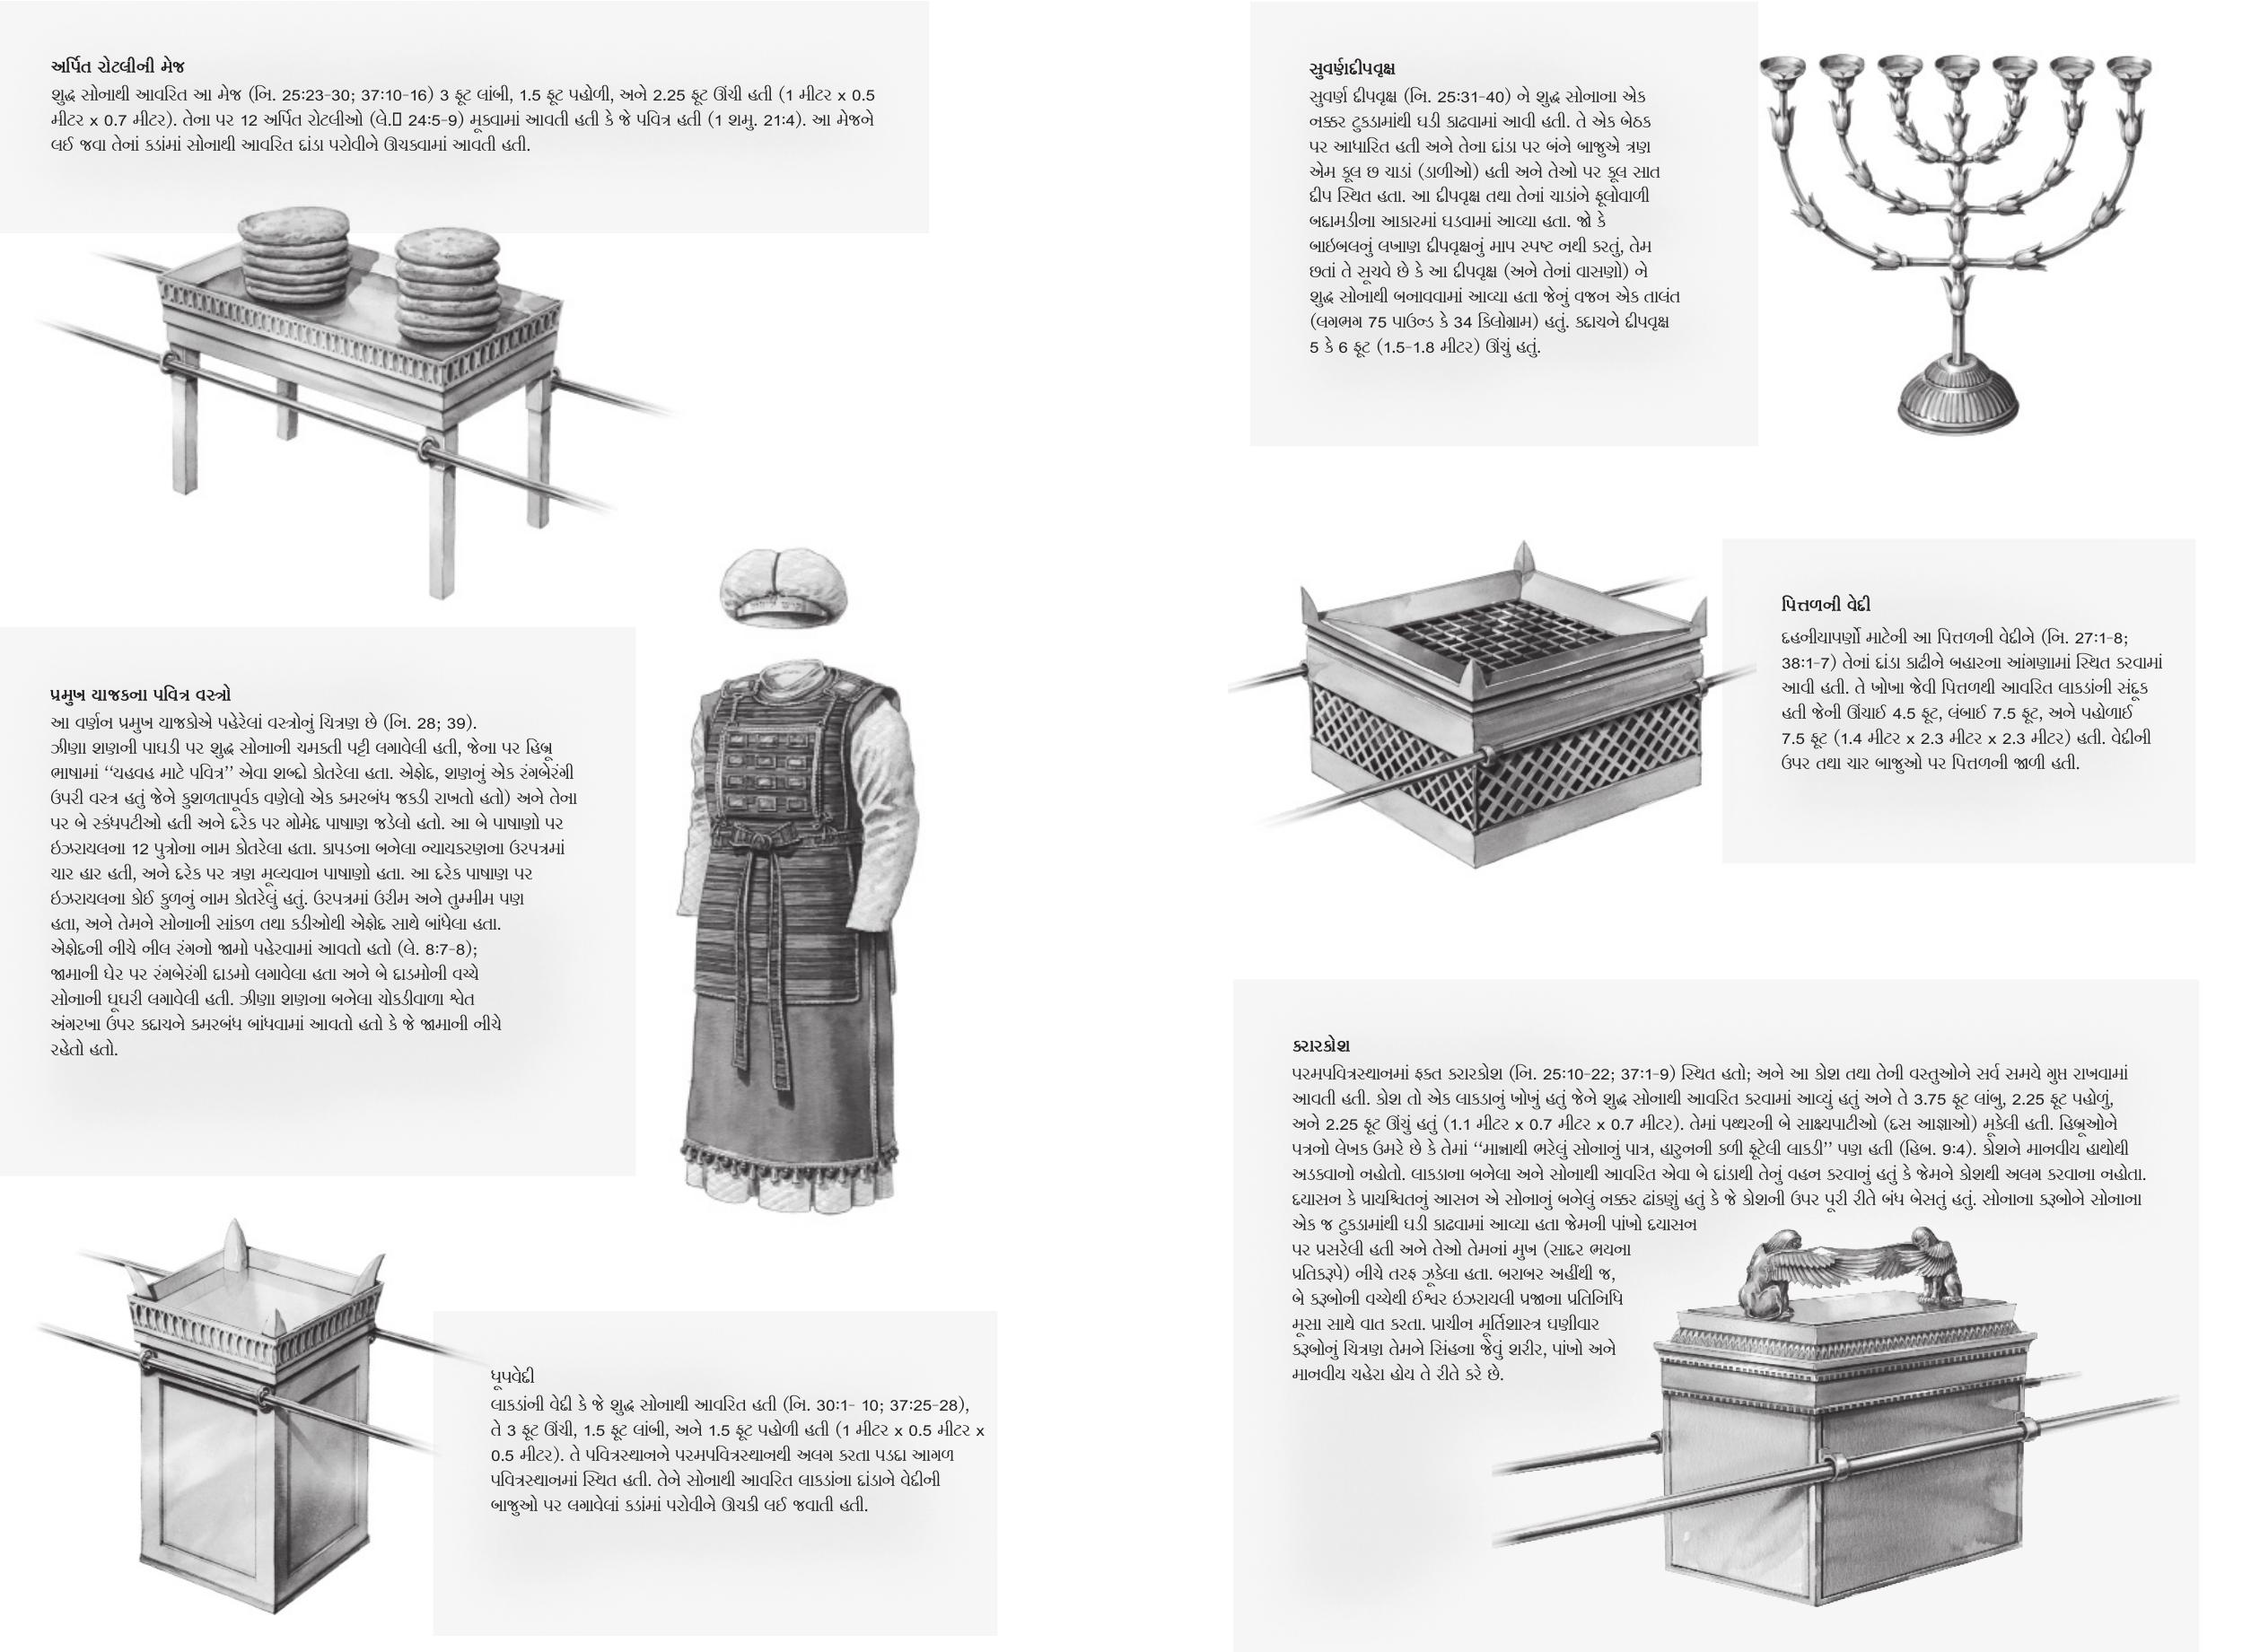 અર્પિત રોટલીની મેજ
શુદ્ધ સોનાથી આવરિત આ મેજ (નિ. 25:23-30; 37:10-16) 3 ફૂટ લાંબી, 1.5 ફૂટ પહોળી, અને 2.25 ફૂટ ઊંચી હતી (1 મીટર x 0.5
મીટર x 0.7 મીટર). તેના પર 12 અર્પિત રોટલીઓ (લે. 24:5-9) મૂકવામાં આવતી હતી કે જે પવિત્ર હતી (1 શમુ. 21:4). આ મેજને
લઈ જવા તેનાં કડાંમાં સોનાથી આવરિત દાંડા પરોવીને ઊચકવામાં આવતી હતી.
પ્રમુખ યાજકના પવિત્ર વસ્ત્રો
આ વર્ણન પ્રમુખ યાજકોએ પહેરેલાં વસ્ત્રોનું ચિત્રણ છે (નિ. 28; 39).
ઝીણા શણની પાઘડી પર શુદ્ધ સોનાની ચમકતી પટ્ટી લગાવેલી હતી, જેના પર હિબ્રૂ
ભાષામાં “યહવહ માટે પવિત્ર” એવા શબ્દો કોતરેલા હતા. એફોદ, શણનું એક રંગબેરંગી
ઉપરી વસ્ત્ર હતું જેને કુશળતાપૂર્વક વણેલો એક કમરબંધ જકડી રાખતો હતો) અને તેના
પર બે સ્કંધપટીઓ હતી અને દરેક પર ગોમેદ પાષાણ જડેલો હતો. આ બે પાષાણો પર
ઇઝરાયલના 12 પુત્રોના નામ કોતરેલા હતા. કાપડના બનેલા ન્યાયકરણના ઉરપત્રમાં
ચાર હાર હતી, અને દરેક પર ત્રણ મૂલ્યવાન પાષાણો હતા. આ દરેક પાષાણ પર
ઇઝરાયલના કોઈ કુળનું નામ કોતરેલું હતું. ઉરપત્રમાં ઉરીમ અને તુમ્મીમ પણ
હતા, અને તેમને સોનાની સાંકળ તથા કડીઓથી એફોદ સાથે બાંધેલા હતા.
એફોદની નીચે નીલ રંગનો જામો પહેરવામાં આવતો હતો (લે. 8:7-8);
જામાની ઘેર પર રંગબેરંગી દાડમો લગાવેલા હતા અને બે દાડમોની વચ્ચે
સોનાની ઘૂઘરી લગાવેલી હતી. ઝીણા શણના બનેલા ચોકડીવાળા શ્વેત
અંગરખા ઉપર કદાચને કમરબંધ બાંધવામાં આવતો હતો કે જે જામાની નીચે
રહેતો હતો.
ધૂપવેદી
લાકડાંની વેદી કે જે શુદ્ધ સોનાથી આવરિત હતી (નિ. 30:1- 10; 37:25-28),
તે 3 ફૂટ ઊંચી, 1.5 ફૂટ લાંબી, અને 1.5 ફૂટ પહોળી હતી (1 મીટર x 0.5 મીટર x
0.5 મીટર). તે પવિત્રસ્થાનને પરમપવિત્રસ્થાનથી અલગ કરતા પડદા આગળ
પવિત્રસ્થાનમાં સ્થિત હતી. તેને સોનાથી આવરિત લાકડાંના દાંડાને વેદીની
બાજુઓ પર લગાવેલાં કડાંમાં પરોવીને ઊચકી લઈ જવાતી હતી.
સુવર્ણદીપવૃક્ષ
સુવર્ણ દીપવૃક્ષ (નિ. 25:31-40) ને શુદ્ધ સોનાના એક
નક્કર ટુકડામાંથી ઘડી કાઢવામાં આવી હતી. તે એક બેઠક
પર આધારિત હતી અને તેના દાંડા પર બંને બાજુએ ત્રણ
એમ કૂલ છ ચાડાં (ડાળીઓ) હતી અને તેઓ પર કૂલ સાત
દીપ સ્થિત હતા. આ દીપવૃક્ષ તથા તેનાં ચાડાંને ફૂલોવાળી
બદામડીના આકારમાં ઘડવામાં આવ્યા હતા. જો કે
બાઇબલનું લખાણ દીપવૃક્ષનું માપ સ્પષ્ટ નથી કરતું, તેમ
છતાં તે સૂચવે છે કે આ દીપવૃક્ષ (અને તેનાં વાસણો) ને
શુદ્ધ સોનાથી બનાવવામાં આવ્યા હતા જેનું વજન એક તાલંત
(લગભગ 75 પાઉન્ડ કે 34 કિલોગ્રામ) હતું. કદાચને દીપવૃક્ષ
5 કે 6 ફૂટ (1.5-1.8 મીટર) ઊંચું હતું.
પિત્તળની વેદી
દહનીયાપર્ણો માટેની આ પિત્તળની વેદીને (નિ. 27:1-8;
38:1-7) તેનાં દાંડા કાઢીને બહારના આંગણામાં સ્થિત કરવામાં
આવી હતી. તે ખોખા જેવી પિત્તળથી આવરિત લાકડાંની સંદૂક
હતી જેની ઊંચાઈ 4.5 ફૂટ, લંબાઈ 7.5 ફૂટ, અને પહોળાઈ
7.5 ફૂટ (1.4 મીટર x 2.3 મીટર x 2.3 મીટર) હતી. વેદીની
ઉપર તથા ચાર બાજુઓ પર પિત્તળની જાળી હતી.
કરારકોશ
પરમપવિત્રસ્થાનમાં ફક્ત કરારકોશ (નિ. 25:10-22; 37:1-9) સ્થિત હતો; અને આ કોશ તથા તેની વસ્તુઓને સર્વ સમયે ગુપ્ત રાખવામાં
આવતી હતી. કોશ તો એક લાકડાનું ખોખું હતું જેને શુદ્ધ સોનાથી આવરિત કરવામાં આવ્યું હતું અને તે 3.75 ફૂટ લાંબુ, 2.25 ફૂટ પહોળું,
અને 2.25 ફૂટ ઊંચું હતું (1.1 મીટર x 0.7 મીટર x 0.7 મીટર). તેમાં પથ્થરની બે સાક્ષ્યપાટીઓ (દસ આજ્ઞાઓ) મૂકેલી હતી. હિબ્રૂઓને
પત્રનો લેખક ઉમરે છે કે તેમાં “માન્નાથી ભરેલું સોનાનું પાત્ર, હારુનની કળી ફૂટેલી લાકડી” પણ હતી (હિબ. 9:4). કોશને માનવીય હાથોથી
અડકવાનો નહોતો. લાકડાના બનેલા અને સોનાથી આવરિત એવા બે દાંડાથી તેનું વહન કરવાનું હતું કે જેમને કોશથી અલગ કરવાના નહોતા.
દયાસન કે પ્રાયશ્ચિતનું આસન એ સોનાનું બનેલું નક્કર ઢાંકણું હતું કે જે કોશની ઉપર પૂરી રીતે બંધ બેસતું હતું. સોનાના કરૂબોને સોનાના
એક જ ટુકડામાંથી ઘડી કાઢવામાં આવ્યા હતા જેમની પાંખો દયાસન
પર પ્રસરેલી હતી અને તેઓ તેમનાં મુખ (સાદર ભયના
પ્રતિકરૂપે) નીચે તરફ ઝૂકેલા હતા. બરાબર અહીંથી જ,
બે કરૂબોની વચ્ચેથી ઈશ્વર ઇઝરાયલી પ્રજાના પ્રતિનિધિ
મૂસા સાથે વાત કરતા. પ્રાચીન મૂર્તિશાસ્ત્ર ઘણીવાર
કરૂબોનું ચિત્રણ તેમને સિંહના જેવું શરીર, પાંખો અને
માનવીય ચહેરા હોય તે રીતે કરે છે.